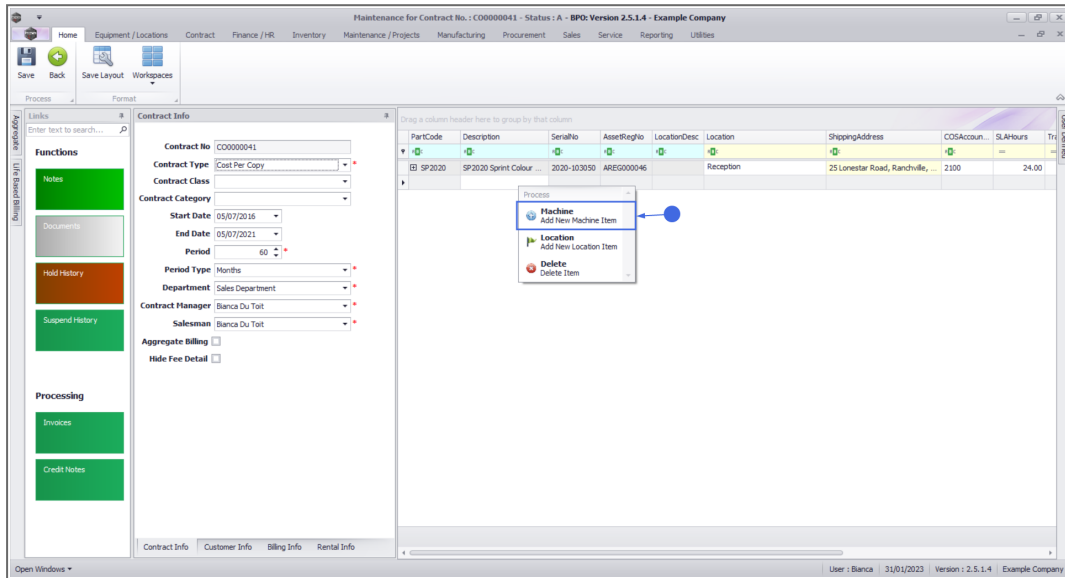 Maintenance for Contract No. : CO0000041 - Status : A - BPO: Version 2.5.1.4 - Example Company
Home Equipment / Locations Contract Finance / HR Inventory Maintenance / Projects Manufacturing Procurement Sales Service Reporting Utilities
Save Back Save Layout Workspaces
Process Format
Links
Enter text to search...
Functions
Notes
Documents
Hold History
Suspend History
Processing
Invoices
Credit Notes
Aggregate
Life Based Billing
Contract Info
Contract No CO0000041
Contract Type Cost Per Copy *
Contract Class
Contract Category
Start Date 05/07/2016
End Date 05/07/2021
Period 60 *
Period Type Months *
Department Sales Department *
Contract Manager Bianca Du Toit *
Salesman Bianca Du Toit *
Aggregate Billing
Hide Fee Detail
Contract Info Customer Info Billing Info Rental Info
Drag a column header here to group by that column
PartCode Description SerialNo AssetRegNo LocationDesc Location ShippingAddress COSAccoun... SLAHours
SP2020 SP2020 Sprint Colour ... 2020-103050 AREG000046 Reception 25 Lonestar Road, Ranchville, ... 2100 24.00
Process
Machine
Add New Machine Item
Location
Add New Location Item
Delete
Delete Item
Open Windows
User : Bianca 31/01/2023 Version : 2.5.1.4 Example Company